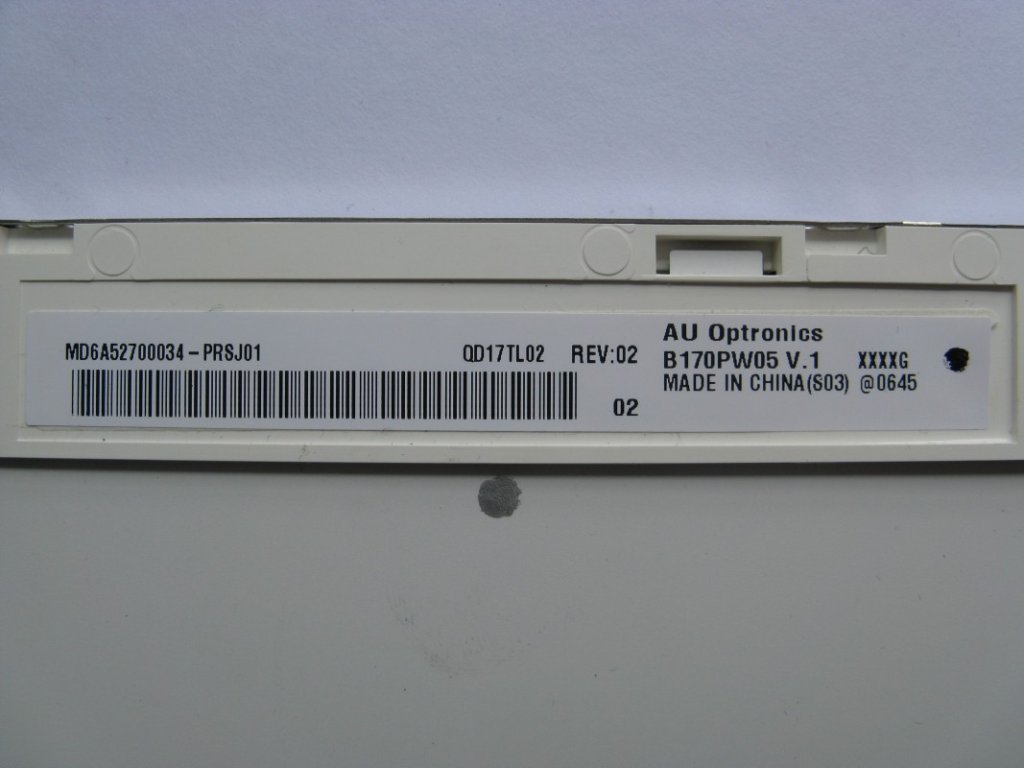 MD6A52700034-PRSJ01 QD17TL02 REV:02
02
AU Optronics
B170PW05 V.1 XXXXG
MADE IN CHINA(S03) @0645